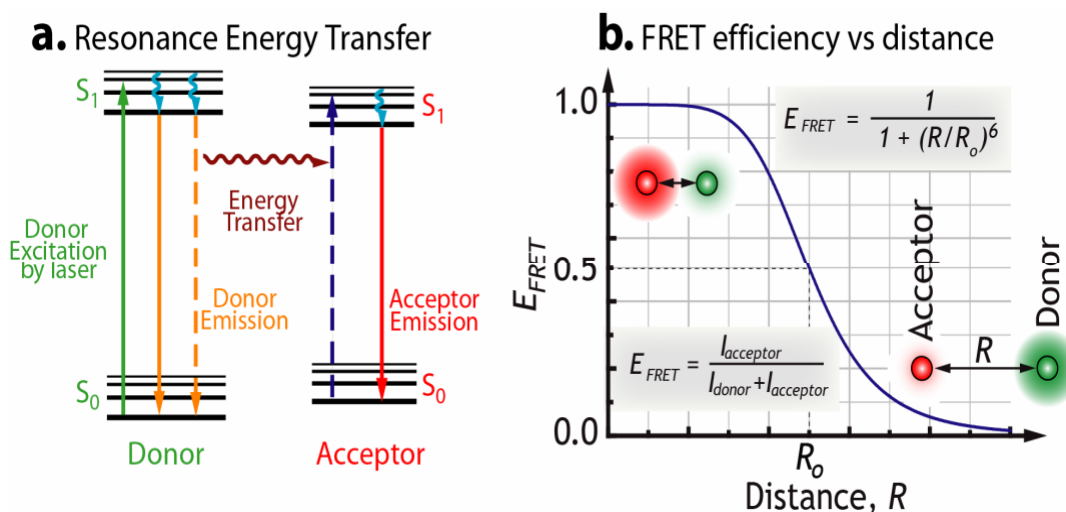 a. Resonance Energy Transfer
S1
S1
Energy
Transfer
Donor
Excitation
by laser
Donor
Emission
Acceptor
Emission
S0
S0
Donor
Acceptor
b. FRET efficiency vs distance
1.0
E FRET = 1 / 1 + (R/Ro)^6
Acceptor
Donor
0.5
EFRET
R
E FRET = Iacceptor / Idonor+Iacceptor
0.0
Ro
Distance, R